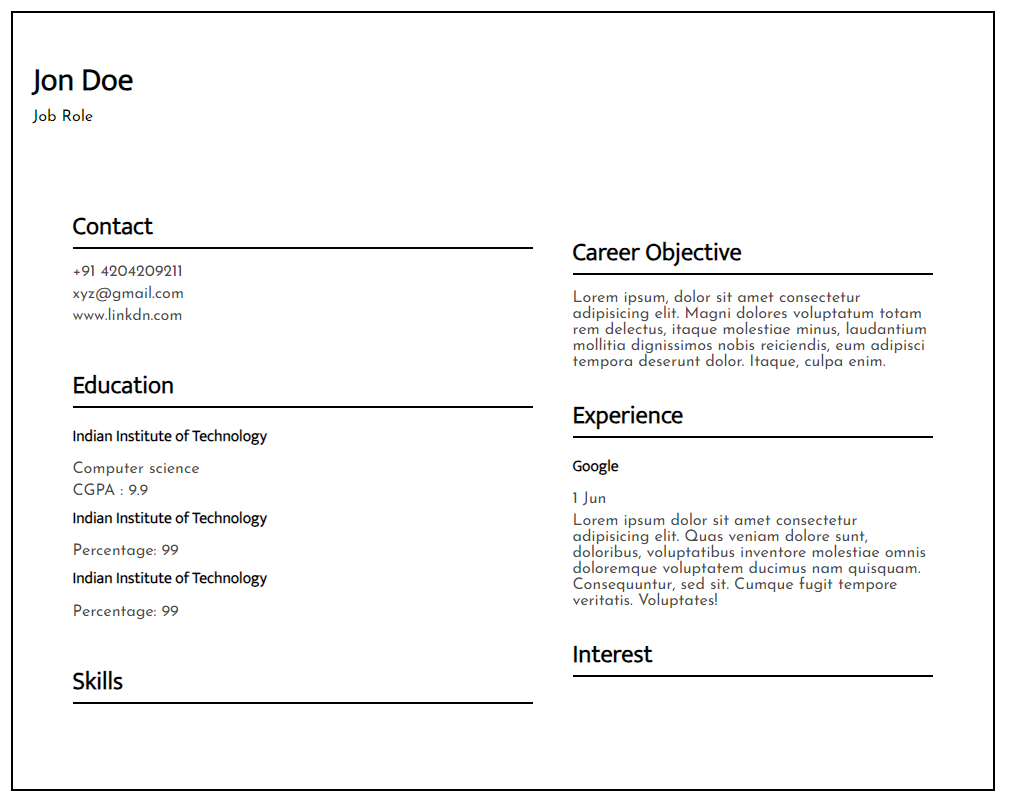 Jon Doe
Job Role
Contact
+91 4204209211
xyz@gmail.com
www.linkdn.com
Education
Indian Institute of Technology
Computer science
CGPA : 9.9
Indian Institute of Technology
Percentage: 99
Indian Institute of Technology
Percentage: 99
Skills
Career Objective
Lorem ipsum, dolor sit amet consectetur
adipisicing elit. Magni dolores voluptatum totam
rem delectus, itaque molestiae minus, laudantium
mollitia dignissimos nobis reiciendis, eum adipisci
tempora deserunt dolor. Itaque, culpa enim.
Experience
Google
1 Jun
Lorem ipsum dolor sit amet consectetur
adipisicing elit. Quas veniam dolore sunt,
doloribus, voluptatibus inventore molestiae omnis
doloremque voluptatem ducimus nam quisquam.
Consequuntur, sed sit. Cumque fugit tempore
veritatis. Voluptates!
Interest